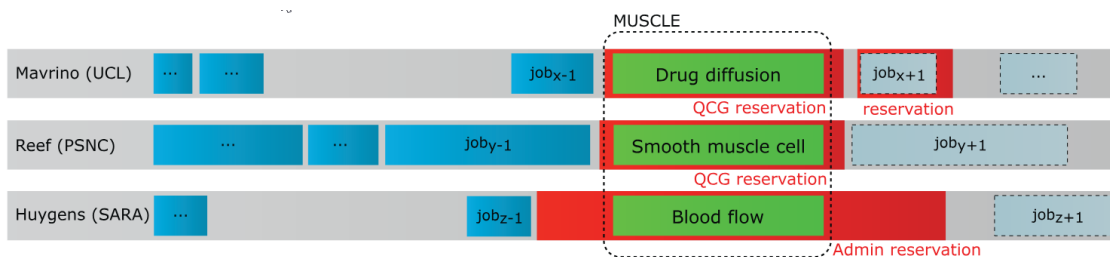 MUSCLE
Mavrino (UCL) ... ... jobx-1 Drug diffusion jobx+1 ...
QCG reservation reservation
Reef (PSNC) ... ... joby-1 Smooth muscle cell joby+1
QCG reservation
Huygens (SARA) ... jobz-1 Blood flow jobz+1
Admin reservation